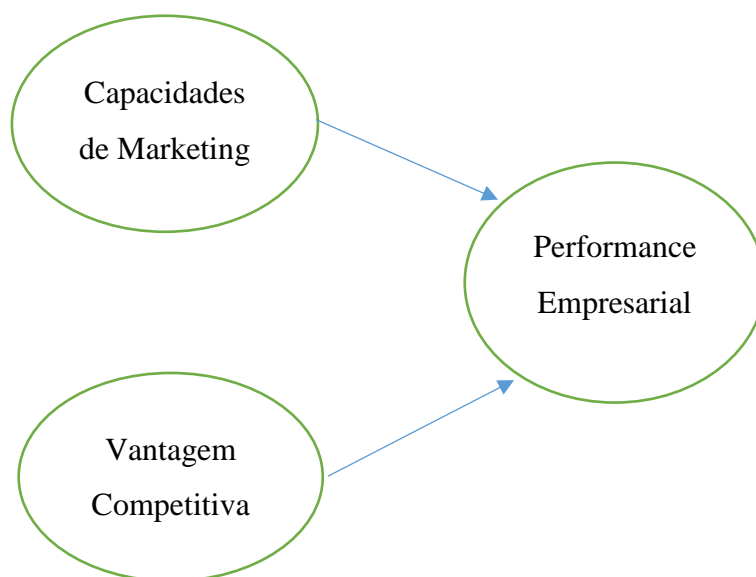 Capacidades
de Marketing
Performance
Empresarial
Vantagem
Competitiva